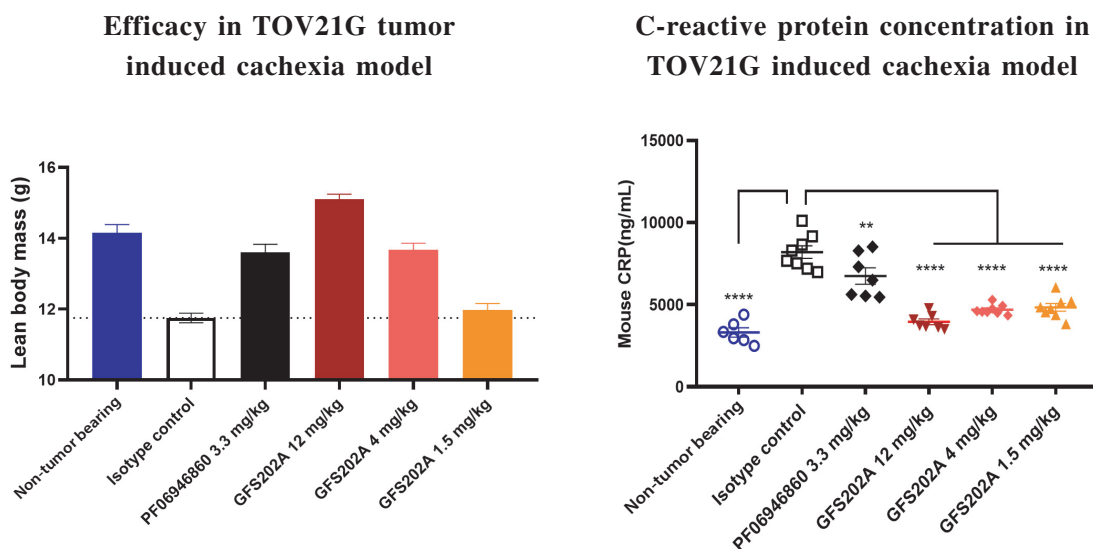 Efficacy in TOV21G tumor
induced cachexia model
Lean body mass (g)
16
14
12
10
Non-tumor bearing
Isotype control
PF06946860 3.3 mg/kg
GFS202A 12 mg/kg
GFS202A 4 mg/kg
GFS202A 1.5 mg/kg
C-reactive protein concentration in
TOV21G induced cachexia model
Mouse CRP(ng/mL)
15000
10000
5000
0
****
**
****
****
****
Non-tumor bearing
Isotype control
PF06946860 3.3 mg/kg
GFS202A 12 mg/kg
GFS202A 4 mg/kg
GFS202A 1.5 mg/kg